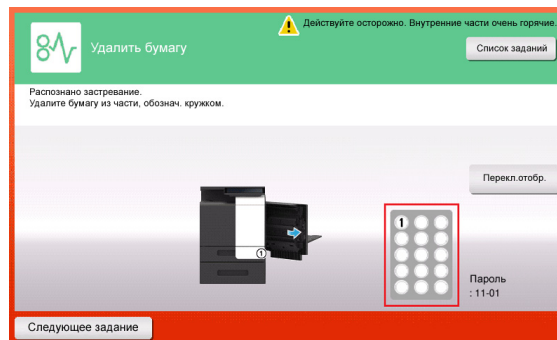 Действуйте осторожно. Внутренние части очень горячие.
Удалить бумагу
Список заданий
Распознано застревание.
Удалите бумагу из части, обознач. кружком.
Перекл.отобр.
1
1
Пароль
: 11-01
Следующее задание